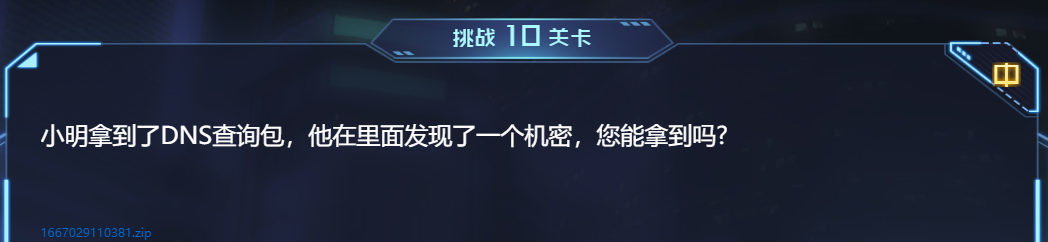 挑战 10 关卡
中
小明拿到了DNS查询包，他在里面发现了一个机密，您能拿到吗?
1667029110381.zip